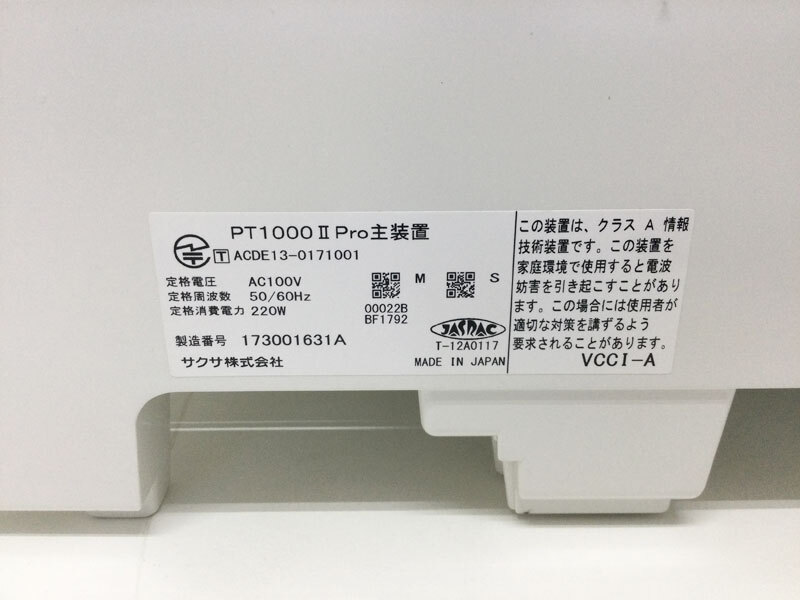 PT1000ⅡPro主装置
T ACDE13-0171001
定格電圧 AC100V
定格周波数 50/60Hz
定格消費電力 220W
M S
00022B
BF1792
JASRAC
T-12A0117
製造番号 173001631A
サクサ株式会社
MADE IN JAPAN
この装置は、クラス A 情報
技術装置です。この装置を
家庭環境で使用すると電波
妨害を引き起こすことがあり
ます。この場合には使用者が
適切な対策を講ずるよう
要求されることがあります。
VCCI-A